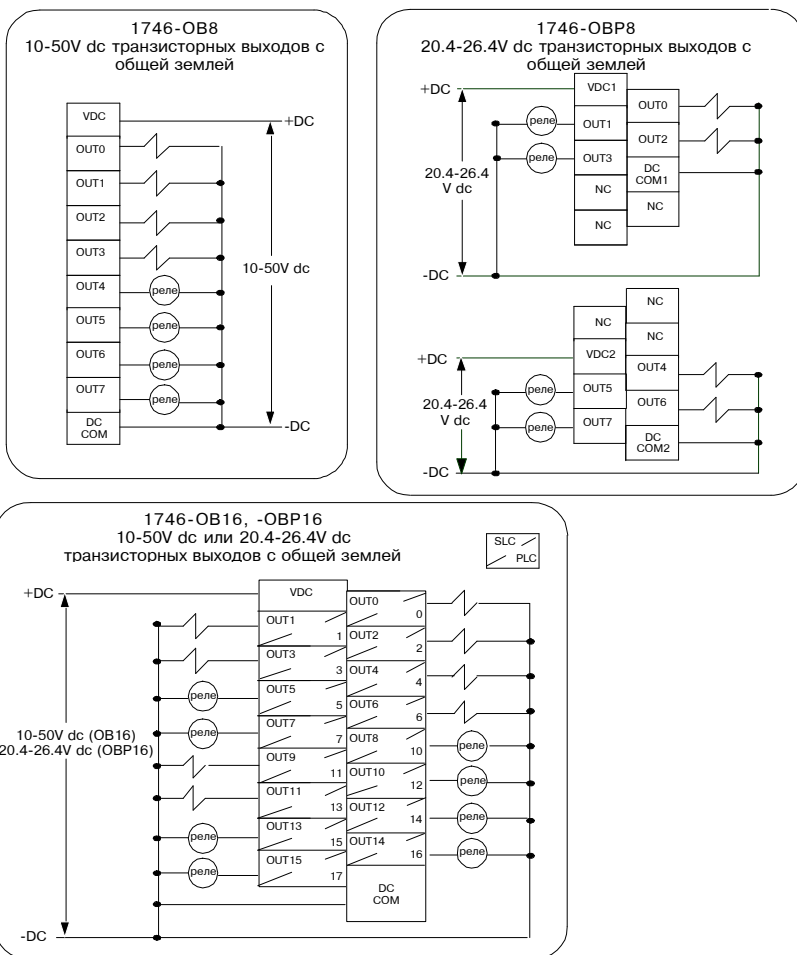 1746-OB8
10-50V dc транзисторных выходов с
общей землей
VDC
+DC
OUT0
OUT1
OUT2
OUT3
10-50V dc
OUT4
реле
OUT5
реле
OUT6
реле
OUT7
реле
DC
COM
-DC
1746-OBP8
20.4-26.4V dc транзисторных выходов с
общей землей
+DC
VDC1
OUT0
реле
OUT1
OUT2
реле
OUT3
20.4-26.4
V dc
DC
COM1
NC
NC
NC
-DC
NC
NC
NC
+DC
VDC2
OUT4
реле
OUT5
20.4-26.4
V dc
OUT6
реле
OUT7
DC
COM2
-DC
1746-OB16, -OBP16
10-50V dc или 20.4-26.4V dc
транзисторных выходов с общей землей
SLC
PLC
+DC
VDC
OUT0
0
OUT1
1
OUT2
2
OUT3
3
OUT4
4
реле
OUT5
5
OUT6
6
реле
OUT7
7
OUT8
10
реле
10-50V dc (OB16)
20.4-26.4V dc (OBP16)
OUT9
11
OUT10
12
реле
OUT11
13
OUT12
14
реле
реле
OUT13
15
OUT14
16
реле
реле
OUT15
17
DC
COM
-DC